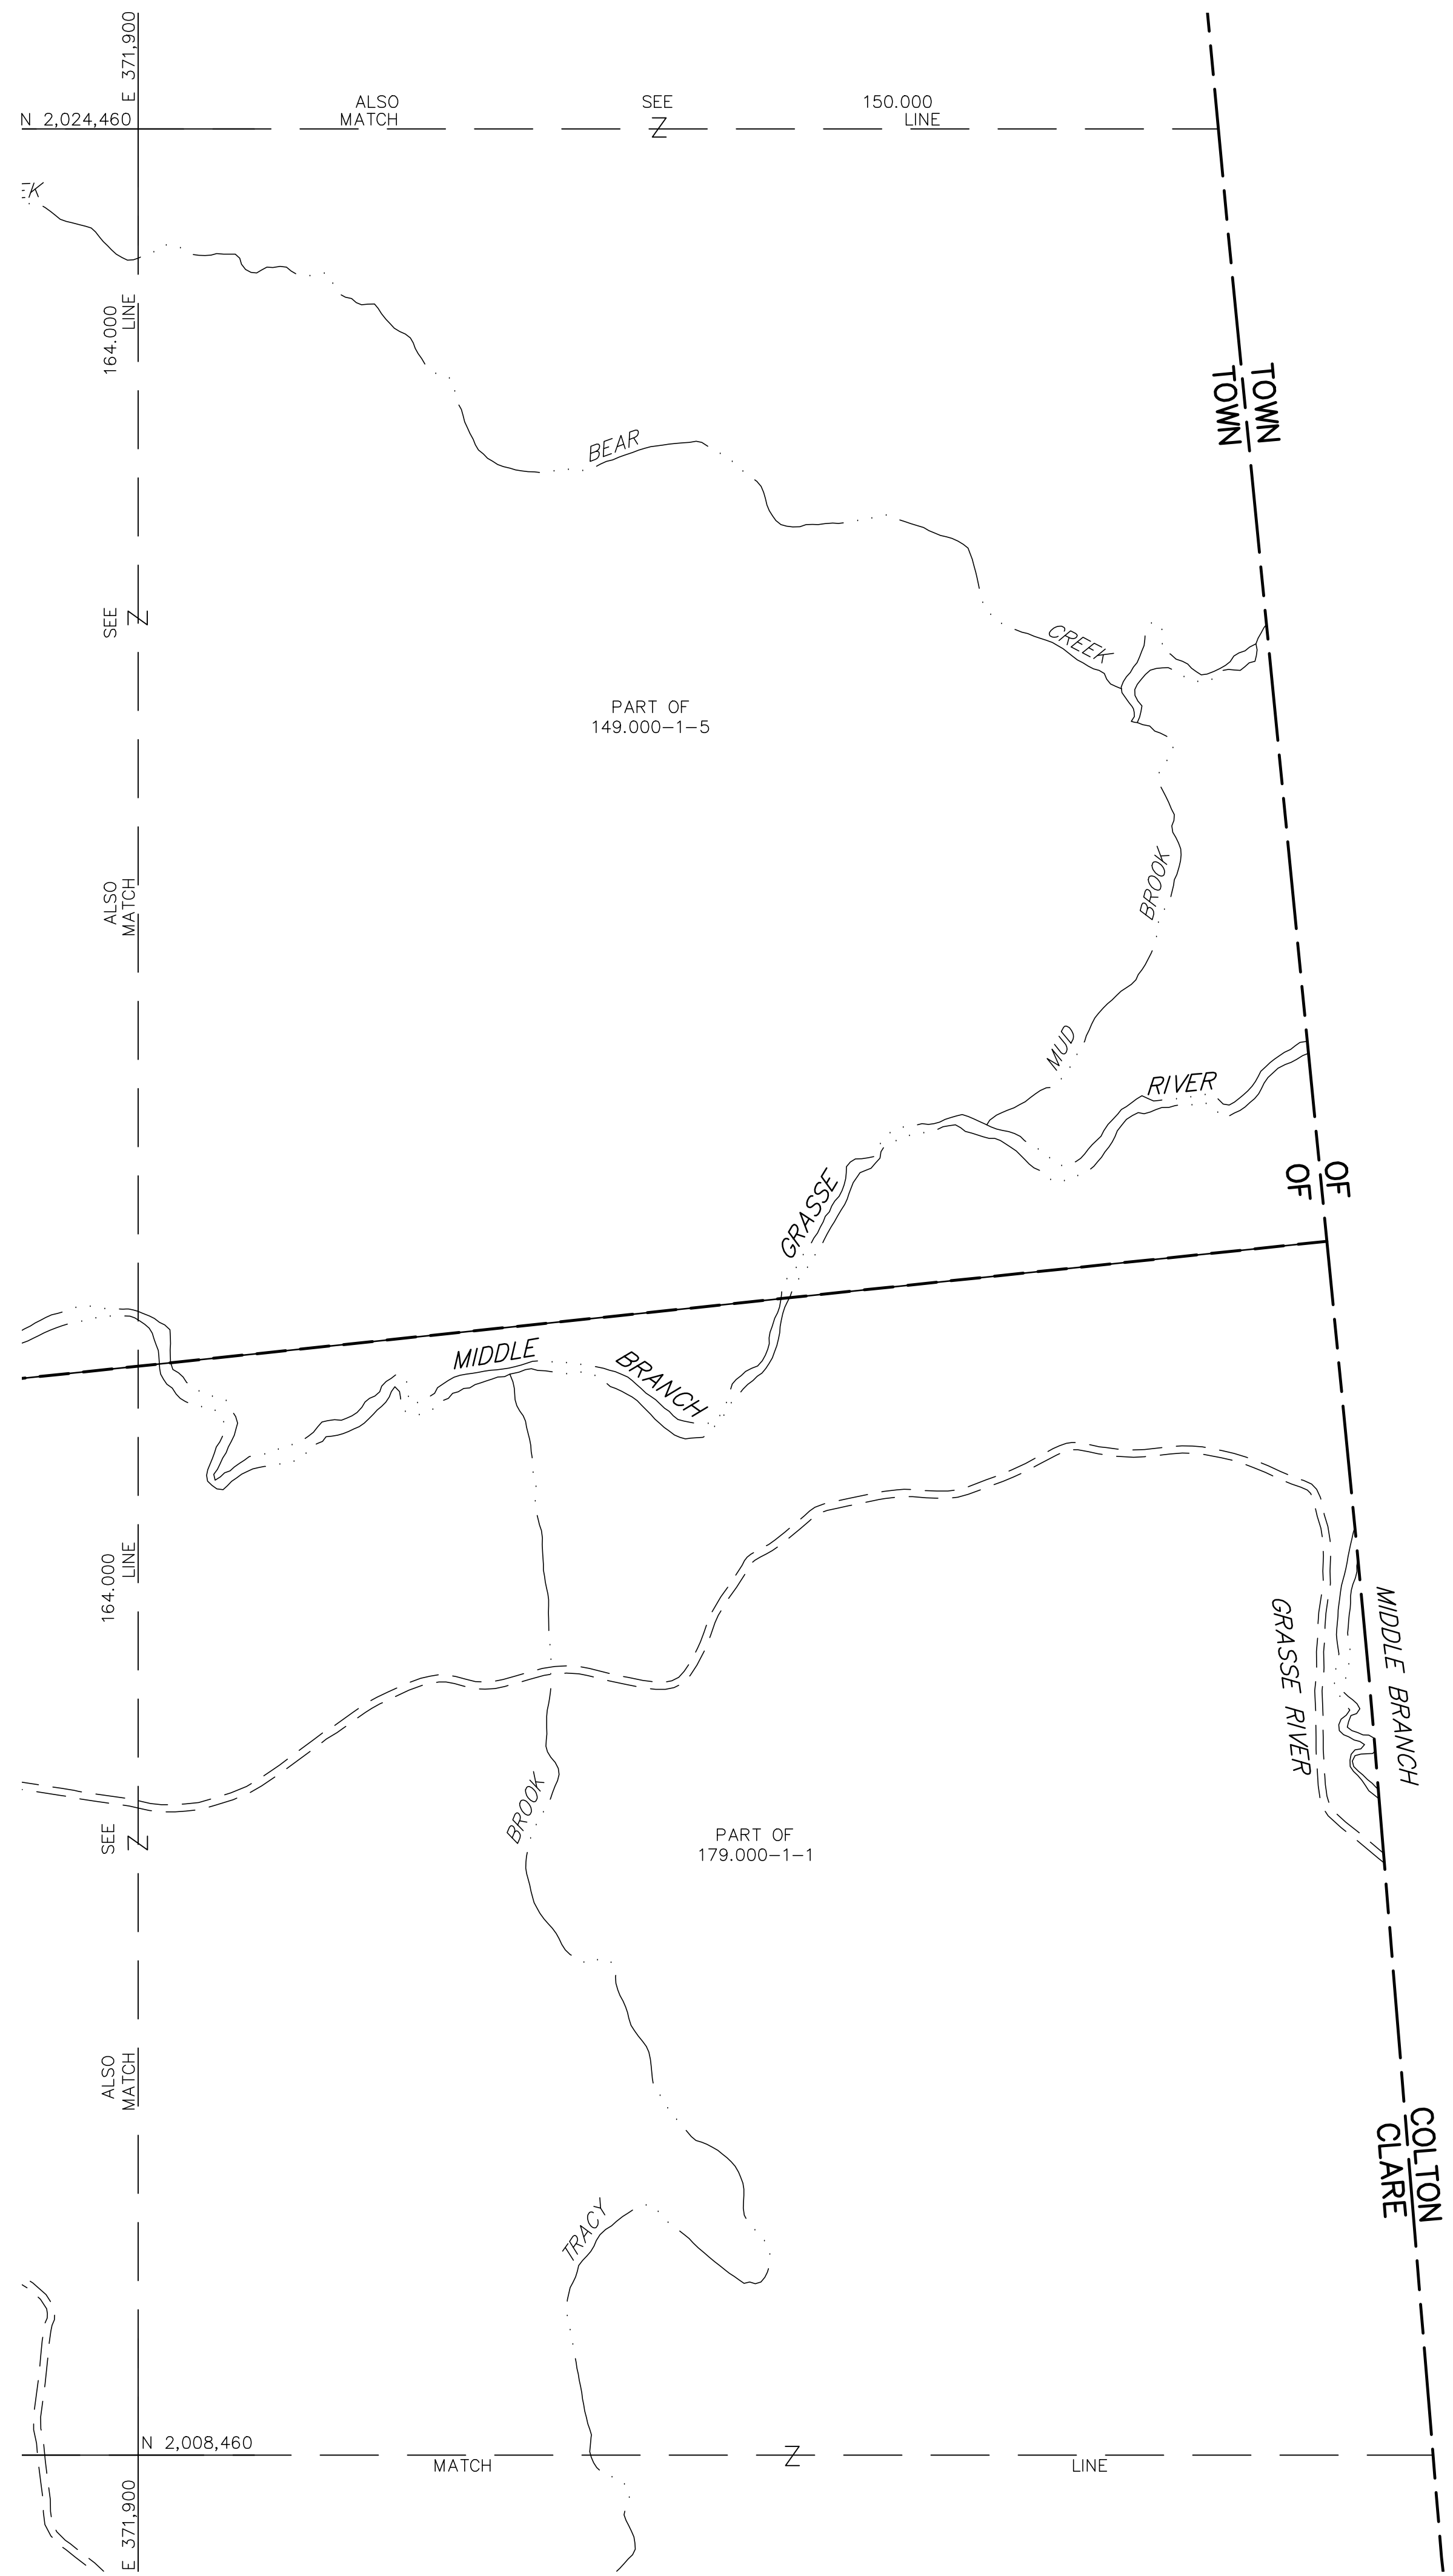 E 371,900
N 2,024,460
ALSO SEE 150.000
MATCH Z LINE
EK
164.000
LINE
BEAR
TOWN
TOWN
SEE
Z
CREEK
PART OF
149.000-1-5
ALSO
MATCH
BROOK
MUD
RIVER
GRASSE
OF
OF
MIDDLE
BRANCH
164.000
LINE
MIDDLE BRANCH
GRASSE RIVER
BROOK
SEE
Z
PART OF
179.000-1-1
ALSO
MATCH
COLTON
CLARE
TRACY
N 2,008,460
MATCH Z LINE
E 371,900